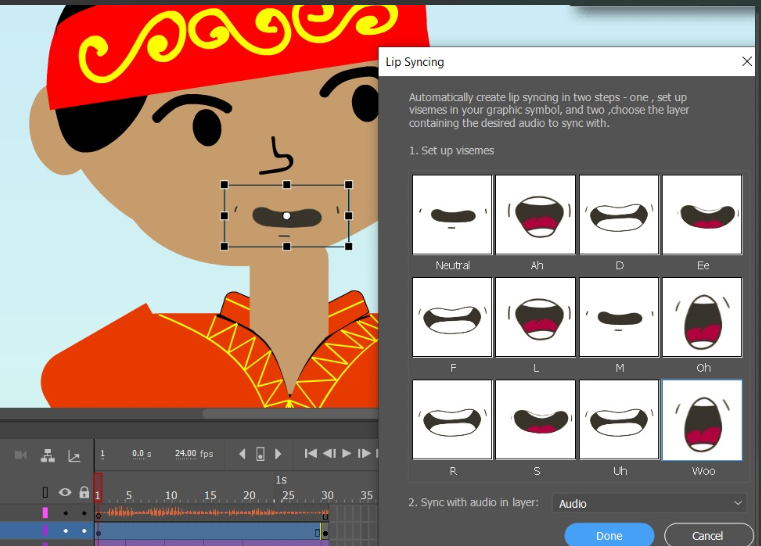 Lip Syncing
Automatically create lip syncing in two steps - one , set up
visemes in your graphic symbol, and two ,choose the layer
containing the desired audio to sync with.
1. Set up visemes
Neutral Ah D Ee
F L M Oh
R S Uh Woo
2. Sync with audio in layer: Audio
Done Cancel
1 0.0 s 24.00 fps
1s
1 5 10 15 20 25 30 35